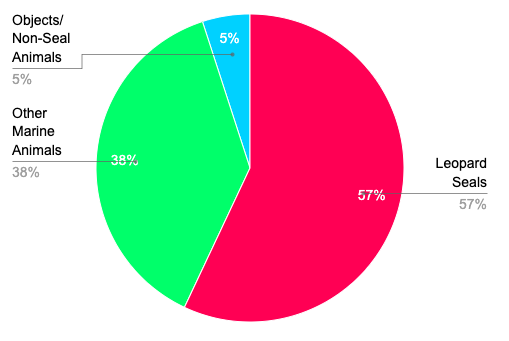 Objects/
Non-Seal
Animals
5%
5%
Other
Marine
Animals
38%
38%
Leopard
Seals
57%
57%